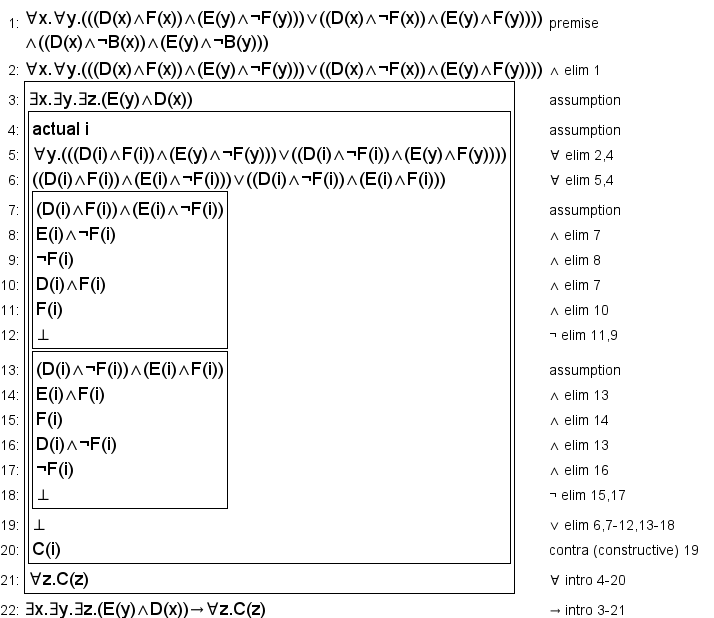 1: ∀x.∀y.(((D(x)∧F(x))∧(E(y)∧¬F(y)))∨((D(x)∧¬F(x))∧(E(y)∧F(y)))) premise
∧((D(x)∧¬B(x))∧(E(y)∧¬B(y)))
2: ∀x.∀y.(((D(x)∧F(x))∧(E(y)∧¬F(y)))∨((D(x)∧¬F(x))∧(E(y)∧F(y)))) ∧ elim 1
3: ∃x.∃y.∃z.(E(y)∧D(x)) assumption
4: actual i assumption
5: ∀y.(((D(i)∧F(i))∧(E(y)∧¬F(y)))∨((D(i)∧¬F(i))∧(E(y)∧F(y)))) ∀ elim 2,4
6: ((D(i)∧F(i))∧(E(i)∧¬F(i)))∨((D(i)∧¬F(i))∧(E(i)∧F(i))) ∀ elim 5,4
7: (D(i)∧F(i))∧(E(i)∧¬F(i)) assumption
8: E(i)∧¬F(i) ∧ elim 7
9: ¬F(i) ∧ elim 8
10: D(i)∧F(i) ∧ elim 7
11: F(i) ∧ elim 10
12: ⊥ ¬ elim 11,9
13: (D(i)∧¬F(i))∧(E(i)∧F(i)) assumption
14: E(i)∧F(i) ∧ elim 13
15: F(i) ∧ elim 14
16: D(i)∧¬F(i) ∧ elim 13
17: ¬F(i) ∧ elim 16
18: ⊥ ¬ elim 15,17
19: ⊥ ∨ elim 6,7-12,13-18
20: C(i) contra (constructive) 19
21: ∀z.C(z) ∀ intro 4-20
22: ∃x.∃y.∃z.(E(y)∧D(x))→∀z.C(z) → intro 3-21